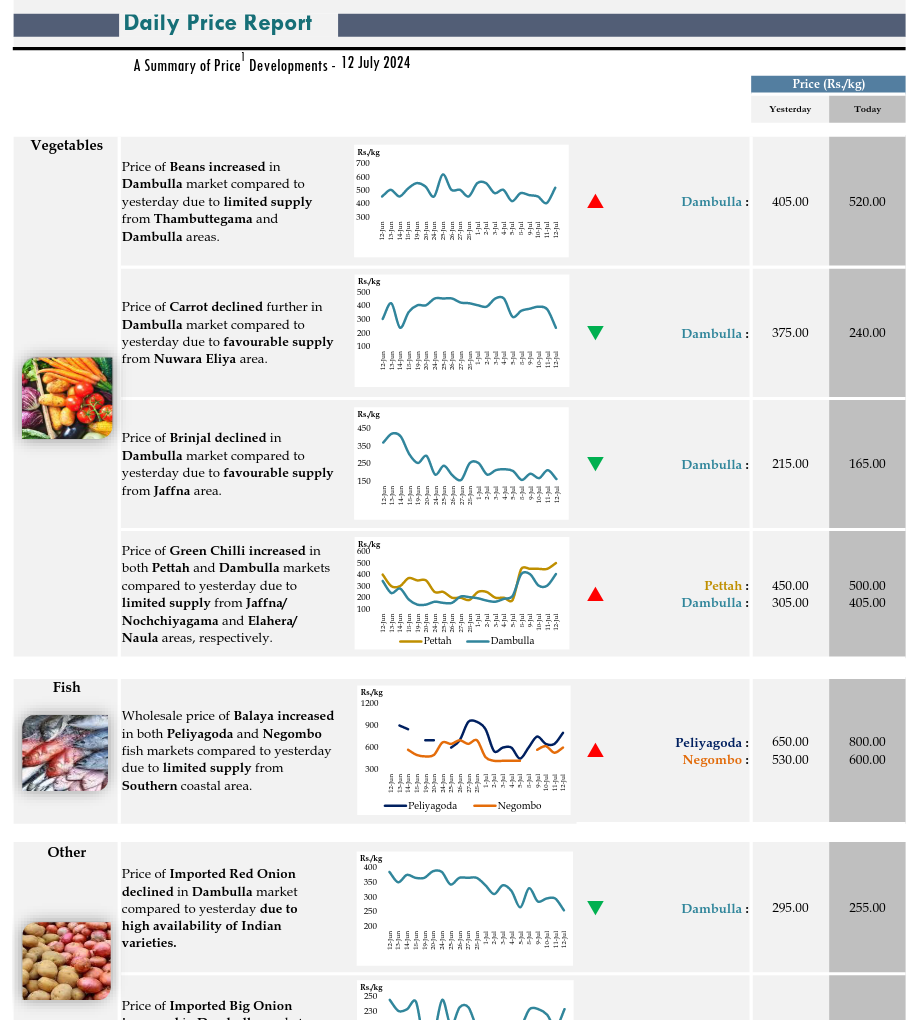 Daily Price Report
A Summary of Price¹ Developments - 12 July 2024
Price (Rs./kg)
Yesterday
Today
Vegetables
Price of Beans increased in
Dambulla market compared to
yesterday due to limited supply
from Thambuttegama and
Dambulla areas.
Rs./kg
700
600
500
400
300
12-Jun
13-Jun
14-Jun
18-Jun
19-Jun
20-Jun
24-Jun
25-Jun
26-Jun
27-Jun
28-Jun
1-Jul
2-Jul
3-Jul
4-Jul
5-Jul
8-Jul
9-Jul
10-Jul
11-Jul
12-Jul
Dambulla :
405.00
520.00
Price of Carrot declined further in
Dambulla market compared to
yesterday due to favourable supply
from Nuwara Eliya area.
Rs./kg
500
400
300
200
100
Dambulla :
375.00
240.00
Price of Brinjal declined in
Dambulla market compared to
yesterday due to favourable supply
from Jaffna area.
Rs./kg
450
350
250
150
Dambulla :
215.00
165.00
Price of Green Chilli increased in
both Pettah and Dambulla markets
compared to yesterday due to
limited supply from Jaffna/
Nochchiyagama and Elahera/
Naula areas, respectively.
Rs./kg
600
500
400
300
200
100
Pettah
Dambulla
Pettah :
450.00
500.00
Dambulla :
305.00
405.00
Fish
Wholesale price of Balaya increased
in both Peliyagoda and Negombo
fish markets compared to yesterday
due to limited supply from
Southern coastal area.
Rs./kg
1200
900
600
300
Peliyagoda
Negombo
Peliyagoda :
650.00
800.00
Negombo :
530.00
600.00
Other
Price of Imported Red Onion
declined in Dambulla market
compared to yesterday due to
high availability of Indian
varieties.
Rs./kg
400
350
300
250
200
Dambulla :
295.00
255.00
Price of Imported Big Onion
Rs./kg
250
230